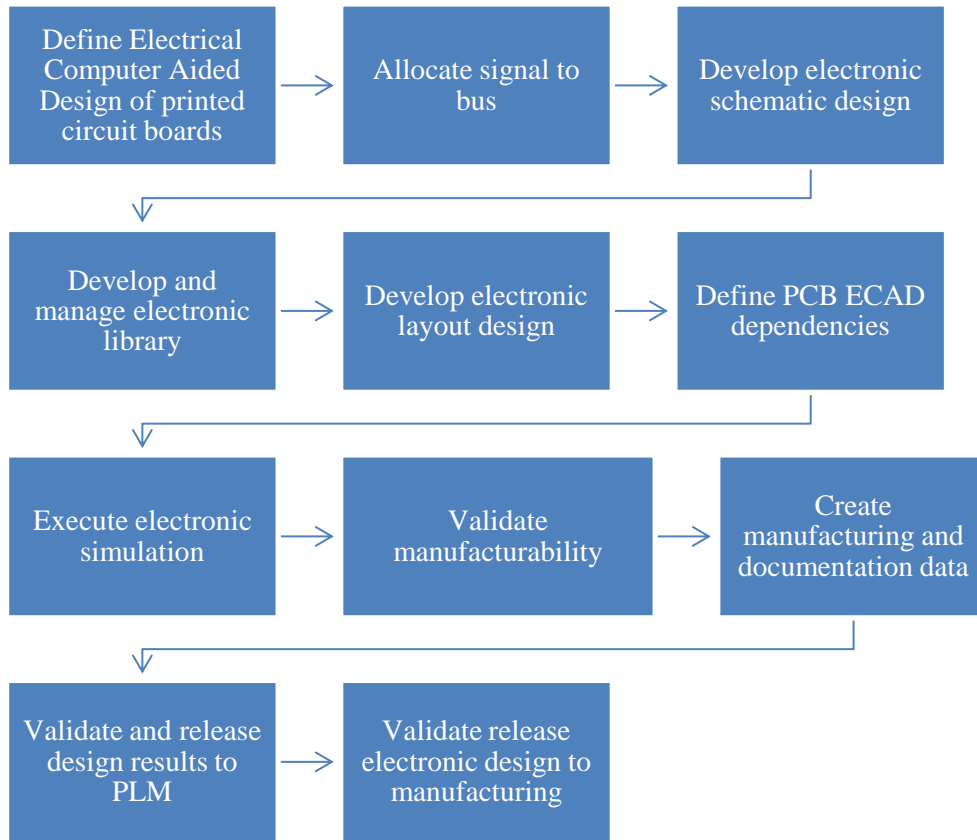 Define Electrical
Computer Aided
Design of printed
circuit boards
Allocate signal to
bus
Develop electronic
schematic design
Develop and
manage electronic
library
Develop electronic
layout design
Define PCB ECAD
dependencies
Execute electronic
simulation
Validate
manufacturability
Create
manufacturing and
documentation data
Validate and release
design results to
PLM
Validate release
electronic design to
manufacturing